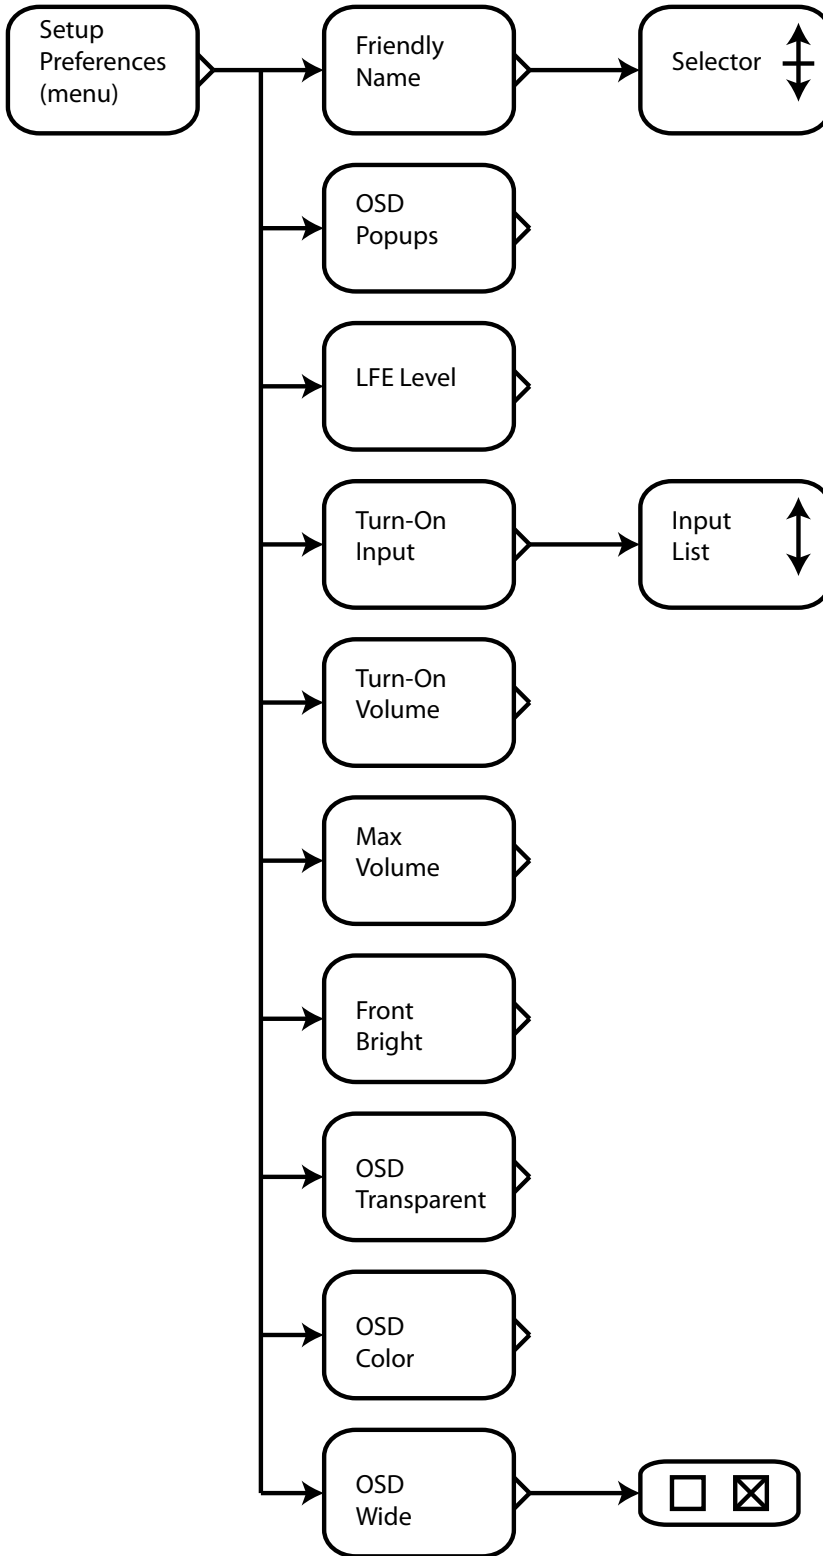 Setup
Preferences
(menu)
Friendly
Name
Selector
OSD
Popups
LFE Level
Turn-On
Input
Input
List
Turn-On
Volume
Max
Volume
Front
Bright
OSD
Transparent
OSD
Color
OSD
Wide